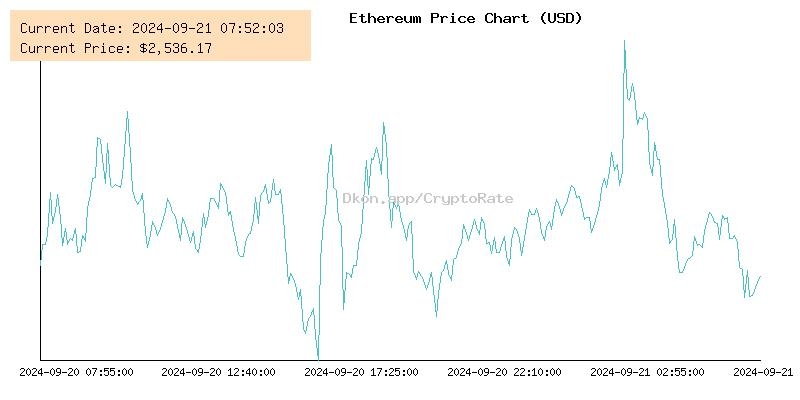 Ethereum Price Chart (USD)
Current Date: 2024-09-21 07:52:03
Current Price: $2,536.17
Dkon.app/CryptoRate
2024-09-20 07:55:00 2024-09-20 12:40:00 2024-09-20 17:25:00 2024-09-20 22:10:00 2024-09-21 02:55:00 2024-09-21